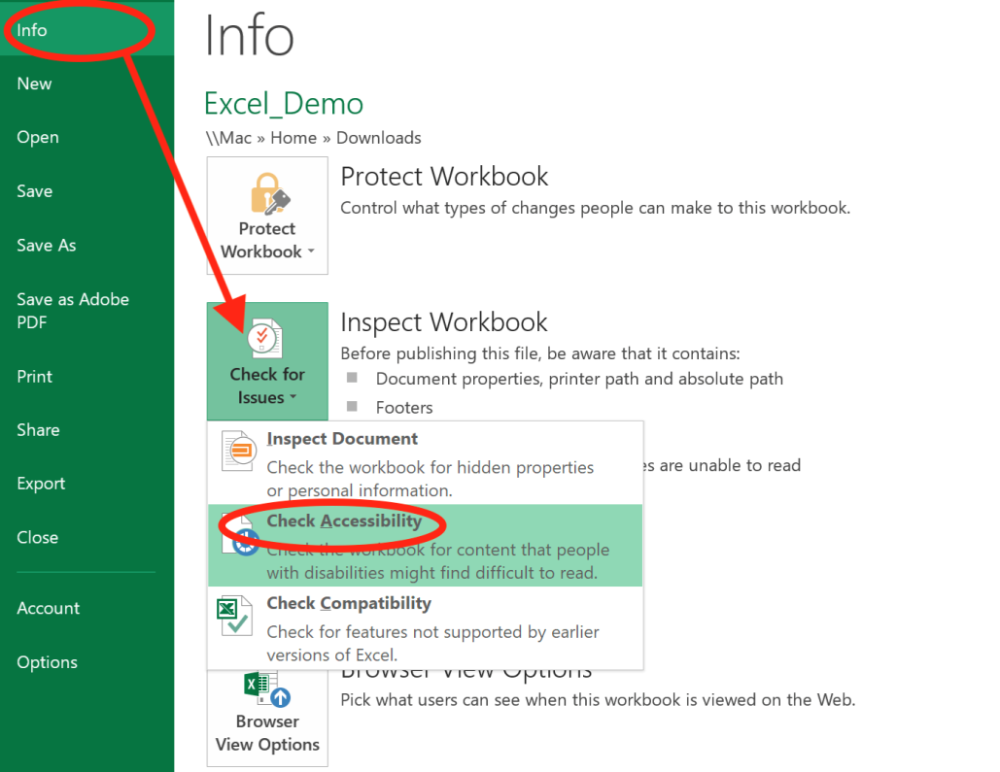 Info
New
Open
Save
Save As
Save as Adobe
PDF
Print
Share
Export
Close
Account
Options
Info
Excel_Demo
\\Mac » Home » Downloads
Protect
Workbook
Protect Workbook
Control what types of changes people can make to this workbook.
Check for
Issues
Inspect Workbook
Before publishing this file, be aware that it contains:
Document properties, printer path and absolute path
Footers
es are unable to read
Inspect Document
Check the workbook for hidden properties
or personal information.
Check Accessibility
Check the workbook for content that people
with disabilities might find difficult to read.
Check Compatibility
Check for features not supported by earlier
versions of Excel.
Browser
View Options
Browser View Options
Pick what users can see when this workbook is viewed on the Web.